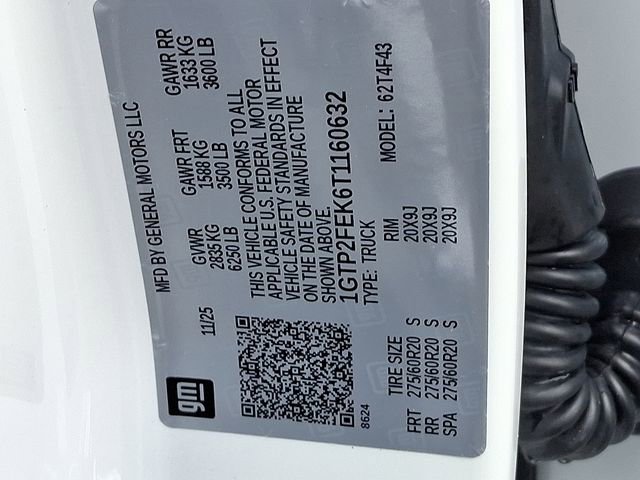 MFD BY GENERAL MOTORS LLC
gm
11/25
GVWR GAWR FRT GAWR RR
2835 KG 1588 KG 1633 KG
6250 LB 3500 LB 3600 LB
THIS VEHICLE CONFORMS TO ALL
APPLICABLE U.S. FEDERAL MOTOR
VEHICLE SAFETY STANDARDS IN EFFECT
ON THE DATE OF MANUFACTURE
SHOWN ABOVE.
1GTP2FEK6T1160632
8624
TYPE: TRUCK MODEL: 62T4F43
TIRE SIZE RIM
FRT 275/60R20 S 20X9J
RR 275/60R20 S 20X9J
SPA 275/60R20 S 20X9J